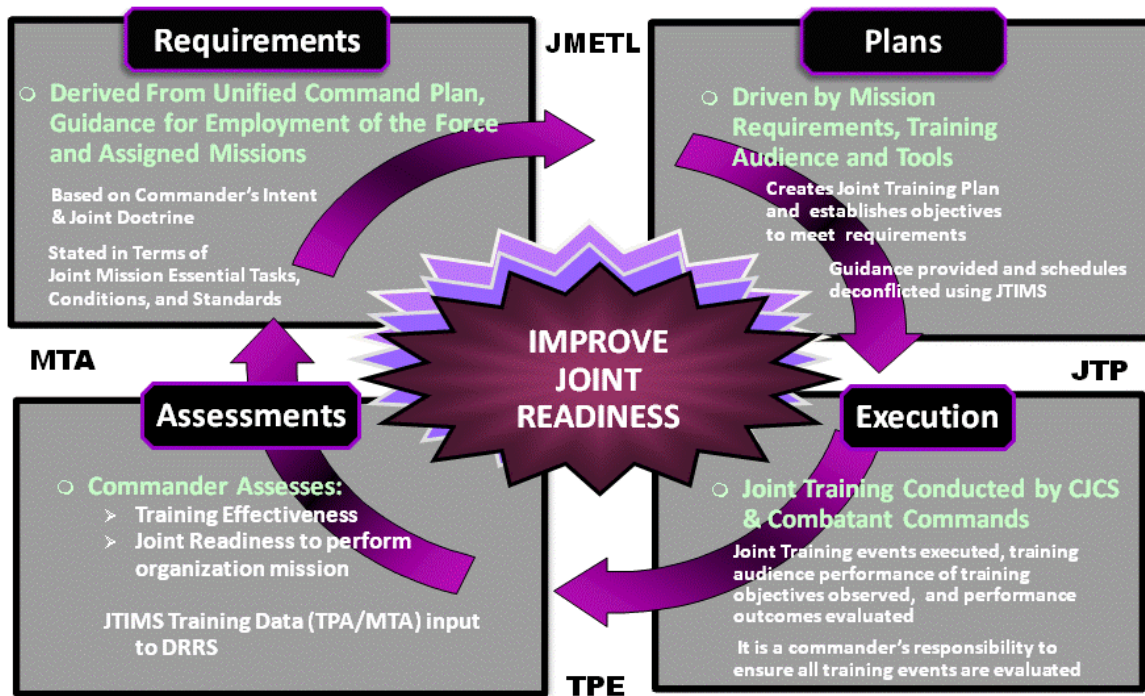 Requirements
Derived From Unified Command Plan,
Guidance for Employment of the Force
and Assigned Missions
Based on Commander's Intent
& Joint Doctrine
Stated in Terms of
Joint Mission Essential Tasks,
Conditions, and Standards
JMETL
Plans
Driven by Mission
Requirements, Training
Audience and Tools
Creates Joint Training Plan
and establishes objectives
to meet requirements
Guidance provided and schedules
deconflicted using JTIMS
IMPROVE
JOINT
READINESS
MTA
JTP
Assessments
Commander Assesses:
Training Effectiveness
Joint Readiness to perform
organization mission
JTIMS Training Data (TPA/MTA) input
to DRRS
TPE
Execution
Joint Training Conducted by CJCS
& Combatant Commands
Joint Training events executed, training
audience performance of training
objectives observed, and performance
outcomes evaluated
It is a commander's responsibility to
ensure all training events are evaluated